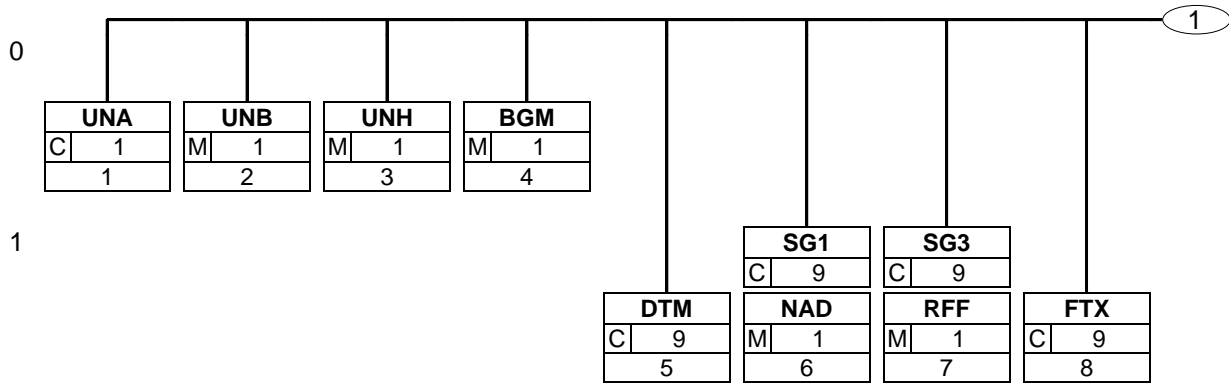 1
0
UNA UNB UNH BGM
C 1 M 1 M 1 M 1
1 2 3 4
1
SG1 SG3
C 9 C 9
DTM NAD RFF FTX
C 9 M 1 M 1 C 9
5 6 7 8